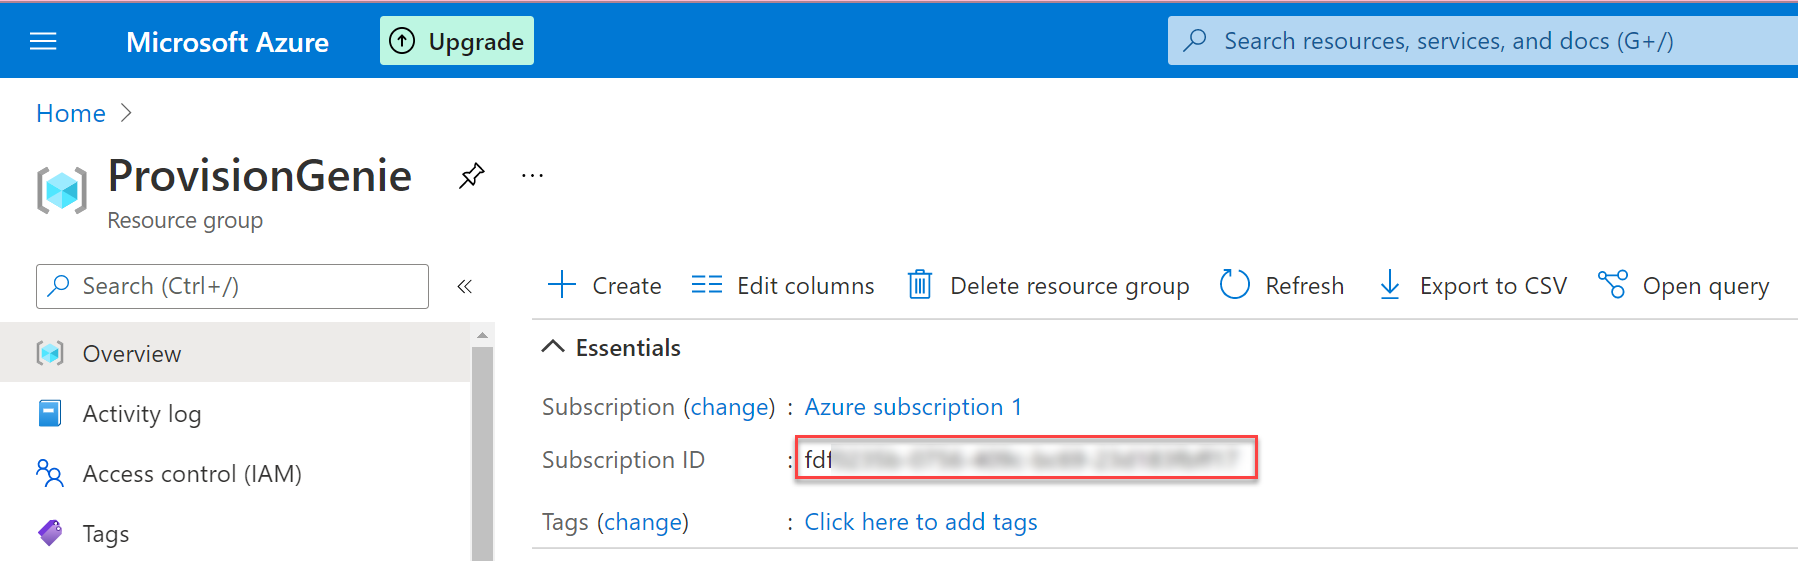 Microsoft Azure
Upgrade
Search resources, services, and docs (G+/)
Home
ProvisionGenie
...
Resource group
Search (Ctrl+/)
«
Create
Edit columns
Delete resource group
Refresh
Export to CSV
Open query
Overview
Activity log
Access control (IAM)
Tags
Essentials
Subscription (change) : Azure subscription 1
Subscription ID : fdf
Tags (change) : Click here to add tags